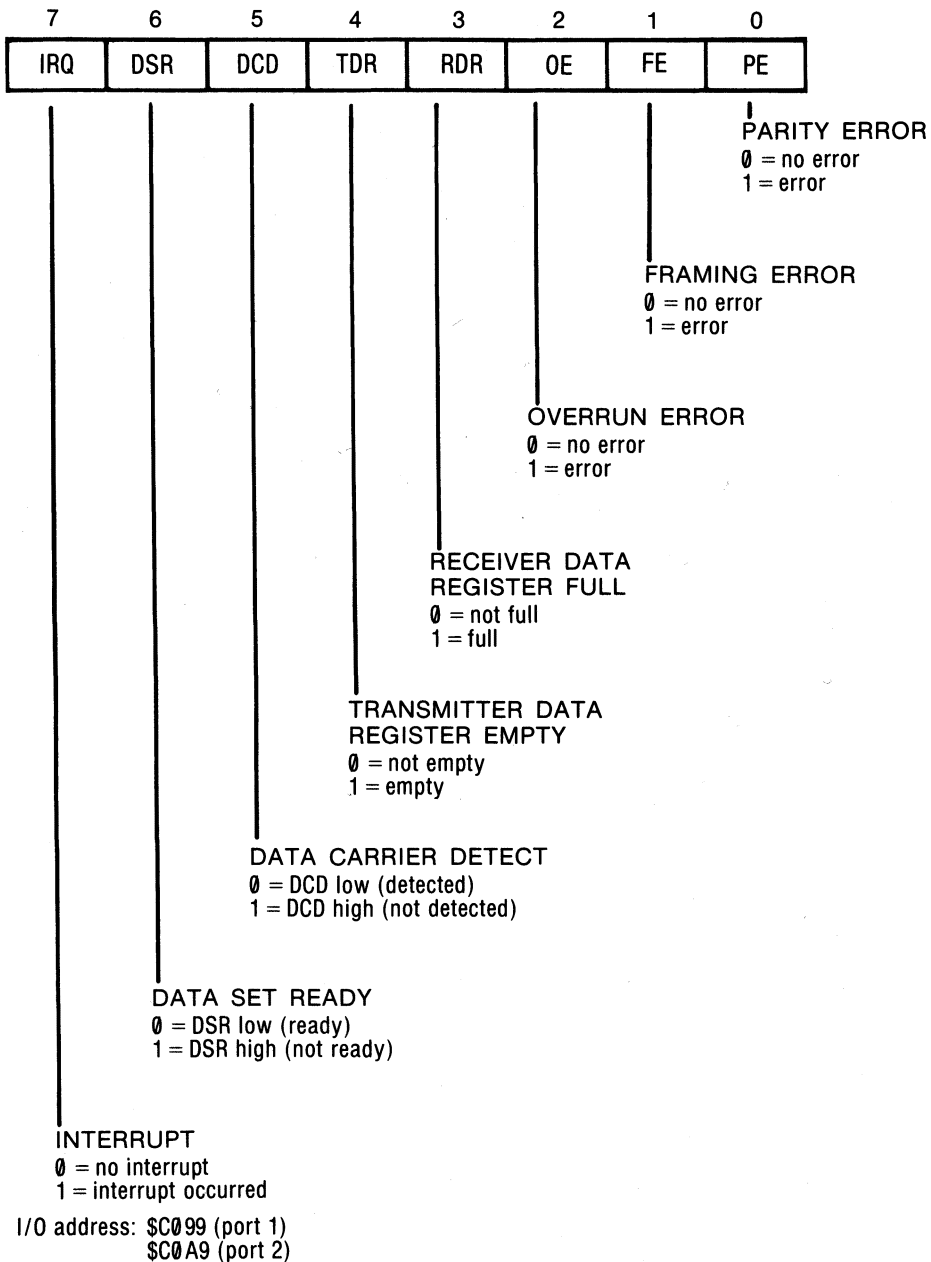 7 6 5 4 3 2 1 0
IRQ DSR DCD TDR RDR OE FE PE
PARITY ERROR
0 = no error
1 = error
FRAMING ERROR
0 = no error
1 = error
OVERRUN ERROR
0 = no error
1 = error
RECEIVER DATA
REGISTER FULL
0 = not full
1 = full
TRANSMITTER DATA
REGISTER EMPTY
0 = not empty
1 = empty
DATA CARRIER DETECT
0 = DCD low (detected)
1 = DCD high (not detected)
DATA SET READY
0 = DSR low (ready)
1 = DSR high (not ready)
INTERRUPT
0 = no interrupt
1 = interrupt occurred
I/O address: $C099 (port 1)
$C0A9 (port 2)